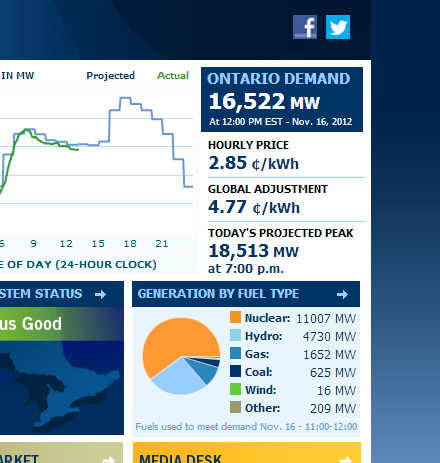 IN MW Projected Actual
6 9 12 15 18 21
E OF DAY (24-HOUR CLOCK)
ONTARIO DEMAND
16,522 MW
At 12:00 PM EST - Nov. 16, 2012
HOURLY PRICE
2.85 ¢/kWh
GLOBAL ADJUSTMENT
4.77 ¢/kWh
TODAY'S PROJECTED PEAK
18,513 MW
at 7:00 p.m.
STEM STATUS
us Good
GENERATION BY FUEL TYPE
Nuclear: 11007 MW
Hydro: 4730 MW
Gas: 1652 MW
Coal: 625 MW
Wind: 16 MW
Other: 209 MW
Fuels used to meet demand Nov. 16 - 11:00-12:00
ARKET
MEDIA DESK